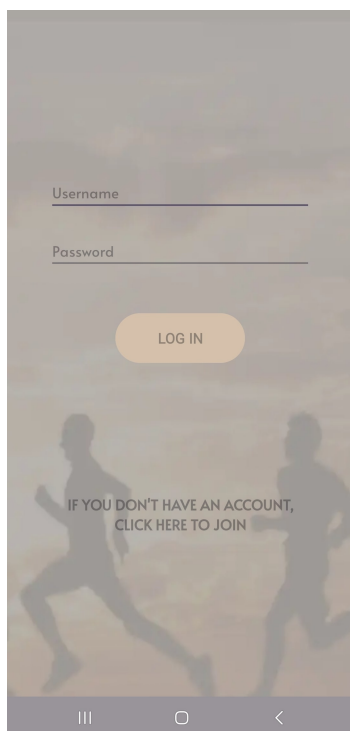 Username
Password
LOG IN
IF YOU DON'T HAVE AN ACCOUNT,
CLICK HERE TO JOIN